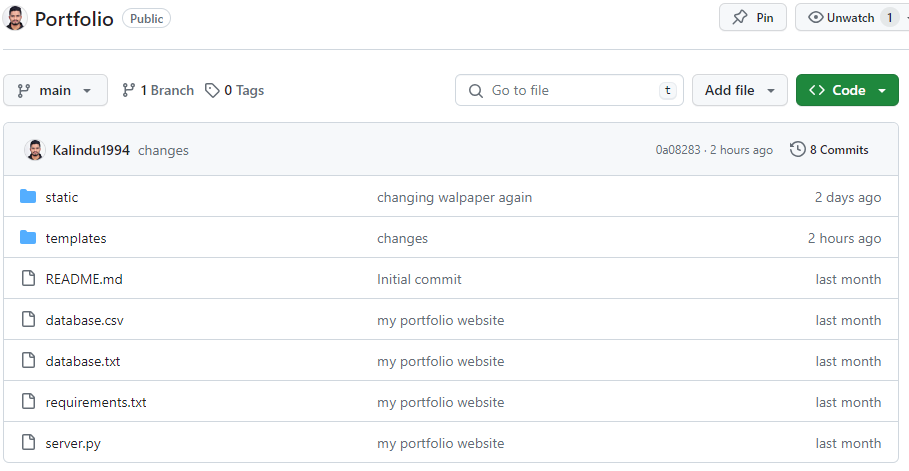 Portfolio Public Pin Unwatch 1
main 1 Branch 0 Tags Go to file t Add file Code
Kalindu1994 changes 0a08283 · 2 hours ago 8 Commits
static changing walpaper again 2 days ago
templates changes 2 hours ago
README.md Initial commit last month
database.csv my portfolio website last month
database.txt my portfolio website last month
requirements.txt my portfolio website last month
server.py my portfolio website last month